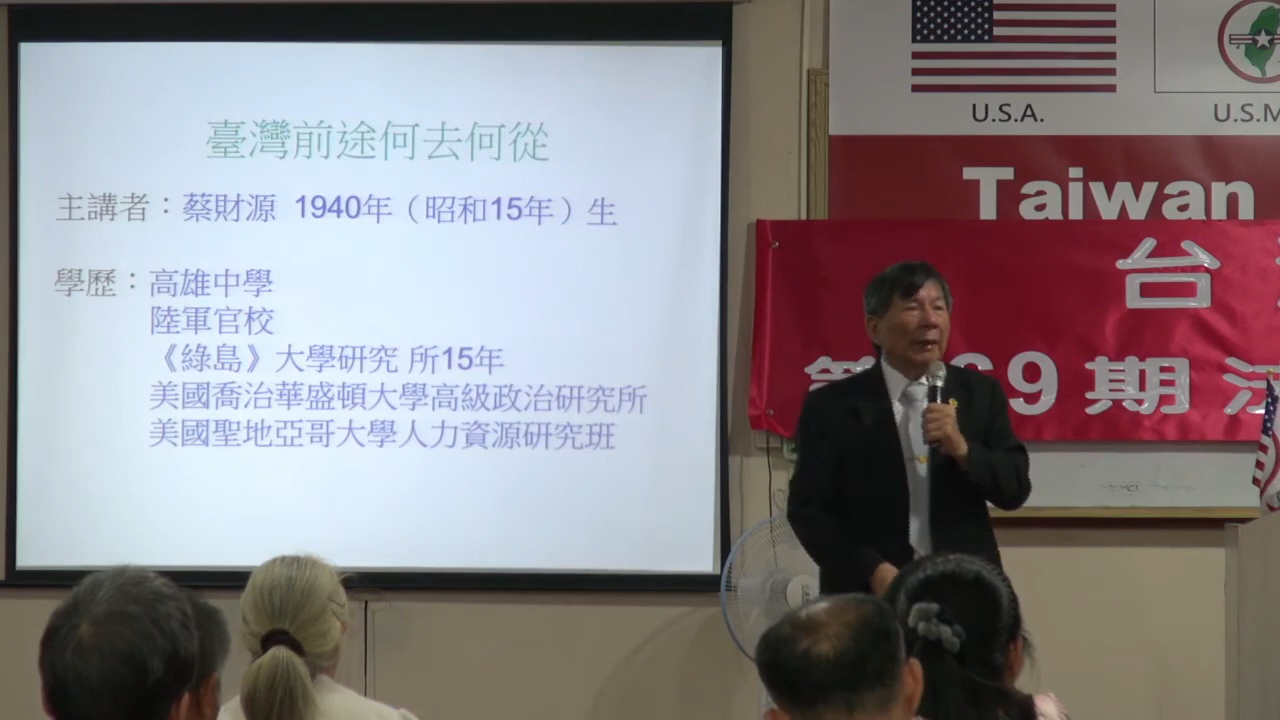 臺灣前途何去何從
主講者：蔡財源 1940年（昭和15年）生
學歷：高雄中學
陸軍官校
《綠島》大學研究 所15年
美國喬治華盛頓大學高級政治研究所
美國聖地亞哥大學人力資源研究班
U.S.A.
U.S.M
Taiwan
台
第 69期法